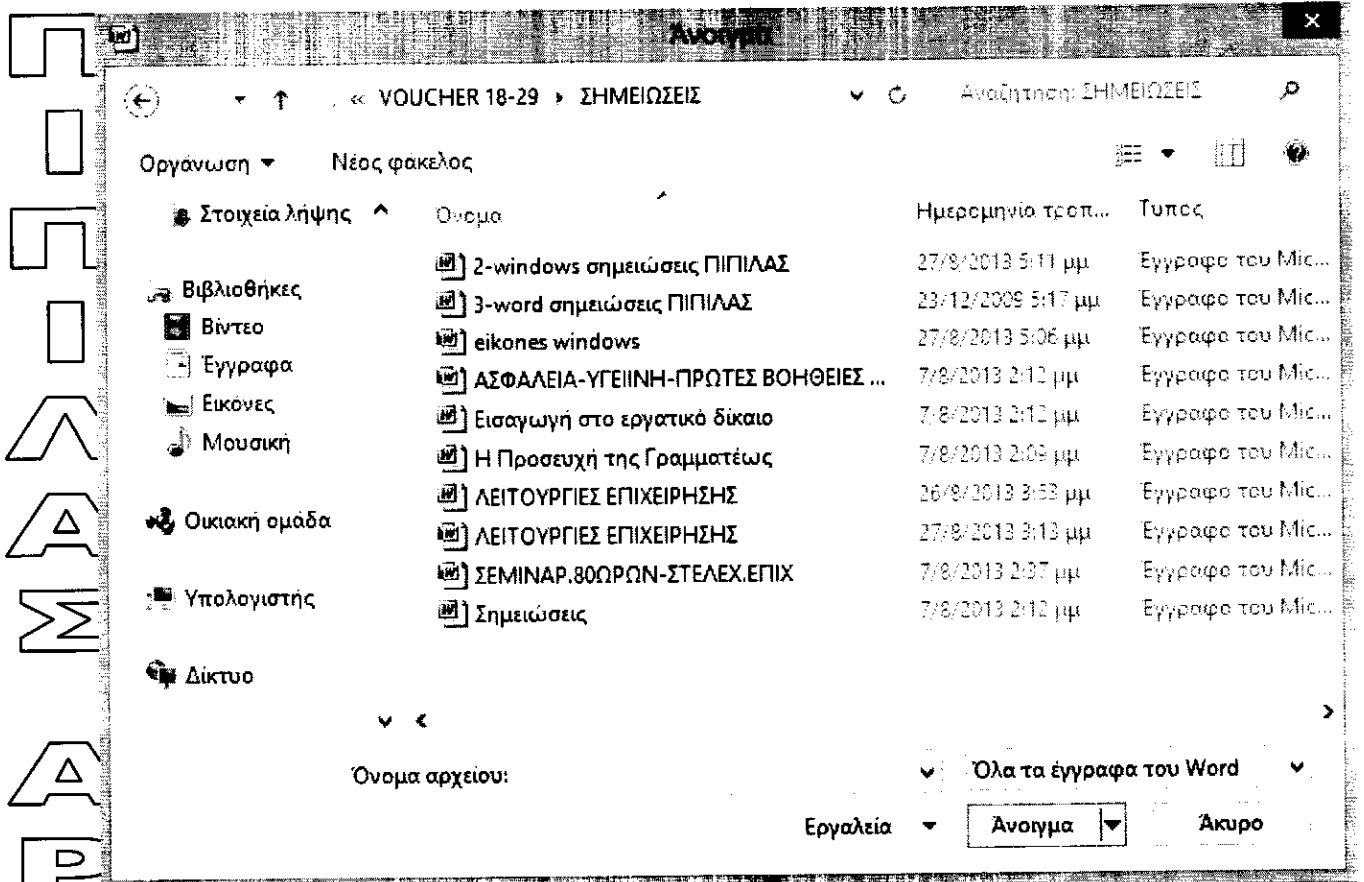 Άνοιγμα
« VOUCHER 18-29 ΣΗΜΕΙΩΣΕΙΣ
Αναζήτηση: ΣΗΜΕΙΩΣΕΙΣ
Οργάνωση Νέος φάκελος
Στοιχεία λήψης
Βιβλιοθήκες
Βίντεο
Έγγραφα
Εικόνες
Μουσική
Οικιακή ομάδα
Υπολογιστής
Δίκτυο
Όνομα Ημερομηνία τροπ... Τύπος
2-windows σημειώσεις ΠΙΠΙΛΑΣ 27/8/2013 5:11 μμ Έγγραφο του Mic...
3-word σημειώσεις ΠΙΠΙΛΑΣ 23/12/2009 5:17 μμ Έγγραφο του Mic...
eikones windows 27/8/2013 5:06 μμ Έγγραφο του Mic...
ΑΣΦΑΛΕΙΑ-ΥΓΕΙΙΝΗ-ΠΡΩΤΕΣ ΒΟΗΘΕΙΕΣ ... 7/8/2013 2:12 μμ Έγγραφο του Mic...
Εισαγωγή στο εργατικό δίκαιο 7/8/2013 2:12 μμ Έγγραφο του Mic...
Η Προσευχή της Γραμματέως 7/8/2013 2:09 μμ Έγγραφο του Mic...
ΛΕΙΤΟΥΡΓΙΕΣ ΕΠΙΧΕΙΡΗΣΗΣ 26/8/2013 3:53 μμ Έγγραφο του Mic...
ΛΕΙΤΟΥΡΓΙΕΣ ΕΠΙΧΕΙΡΗΣΗΣ 27/8/2013 3:13 μμ Έγγραφο του Mic...
ΣΕΜΙΝΑΡ.80ΩΡΩΝ-ΣΤΕΛΕΧ.ΕΠΙΧ 7/8/2013 2:37 μμ Έγγραφο του Mic...
Σημειώσεις 7/8/2013 2:12 μμ Έγγραφο του Mic...
Όνομα αρχείου: Όλα τα έγγραφα του Word
Εργαλεία Άνοιγμα Άκυρο
ΠΙΠΙΛΑΣ